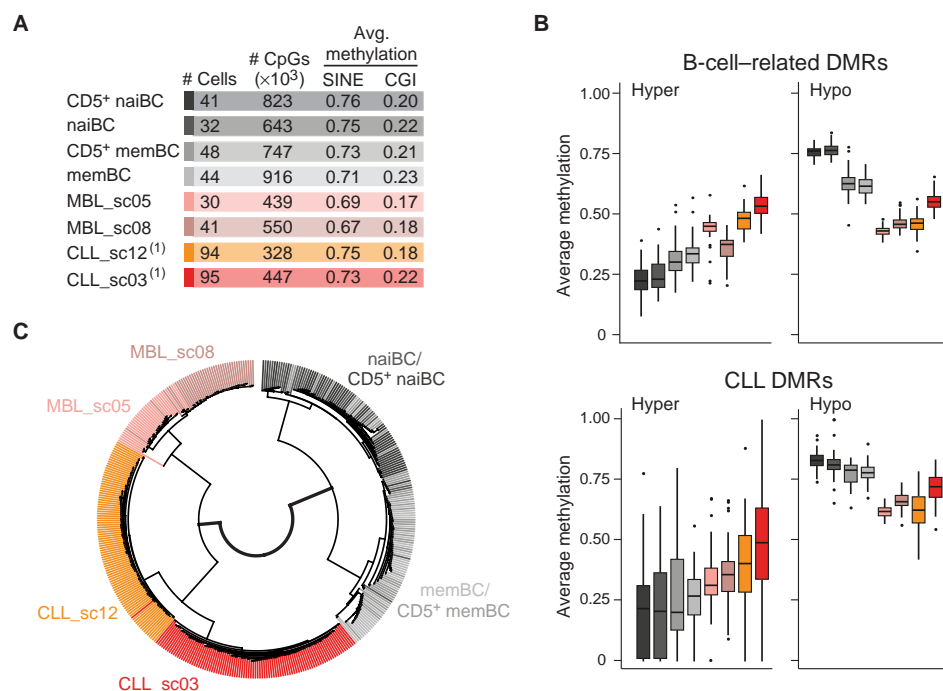 A
Avg.
methylation
# Cells # CpGs (×10³) SINE CGI
CD5⁺ naiBC 41 823 0.76 0.20
naiBC 32 643 0.75 0.22
CD5⁺ memBC 48 747 0.73 0.21
memBC 44 916 0.71 0.23
MBL_sc05 30 439 0.69 0.17
MBL_sc08 41 550 0.67 0.18
CLL_sc12⁽¹⁾ 94 328 0.75 0.18
CLL_sc03⁽¹⁾ 95 447 0.73 0.22
B
B-cell–related DMRs
Hyper
Hypo
Average methylation
1.00
0.75
0.50
0.25
0
CLL DMRs
Hyper
Hypo
Average methylation
1.00
0.75
0.50
0.25
0
C
MBL_sc08
MBL_sc05
naiBC/
CD5⁺ naiBC
memBC/
CD5⁺ memBC
CLL_sc12
CLL_sc03